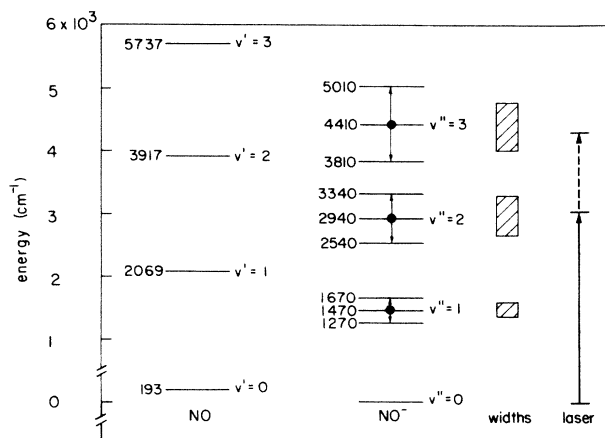 6 x 10³
5737 v' = 3
5
5010
4410 v" = 3
4
3917 v' = 2
3810
3340
3
2940 v" = 2
2540
energy (cm⁻¹)
2
2069 v' = 1
1670
1470 v" = 1
1270
1
193 v' = 0
0
v" = 0
NO NO⁻ widths laser